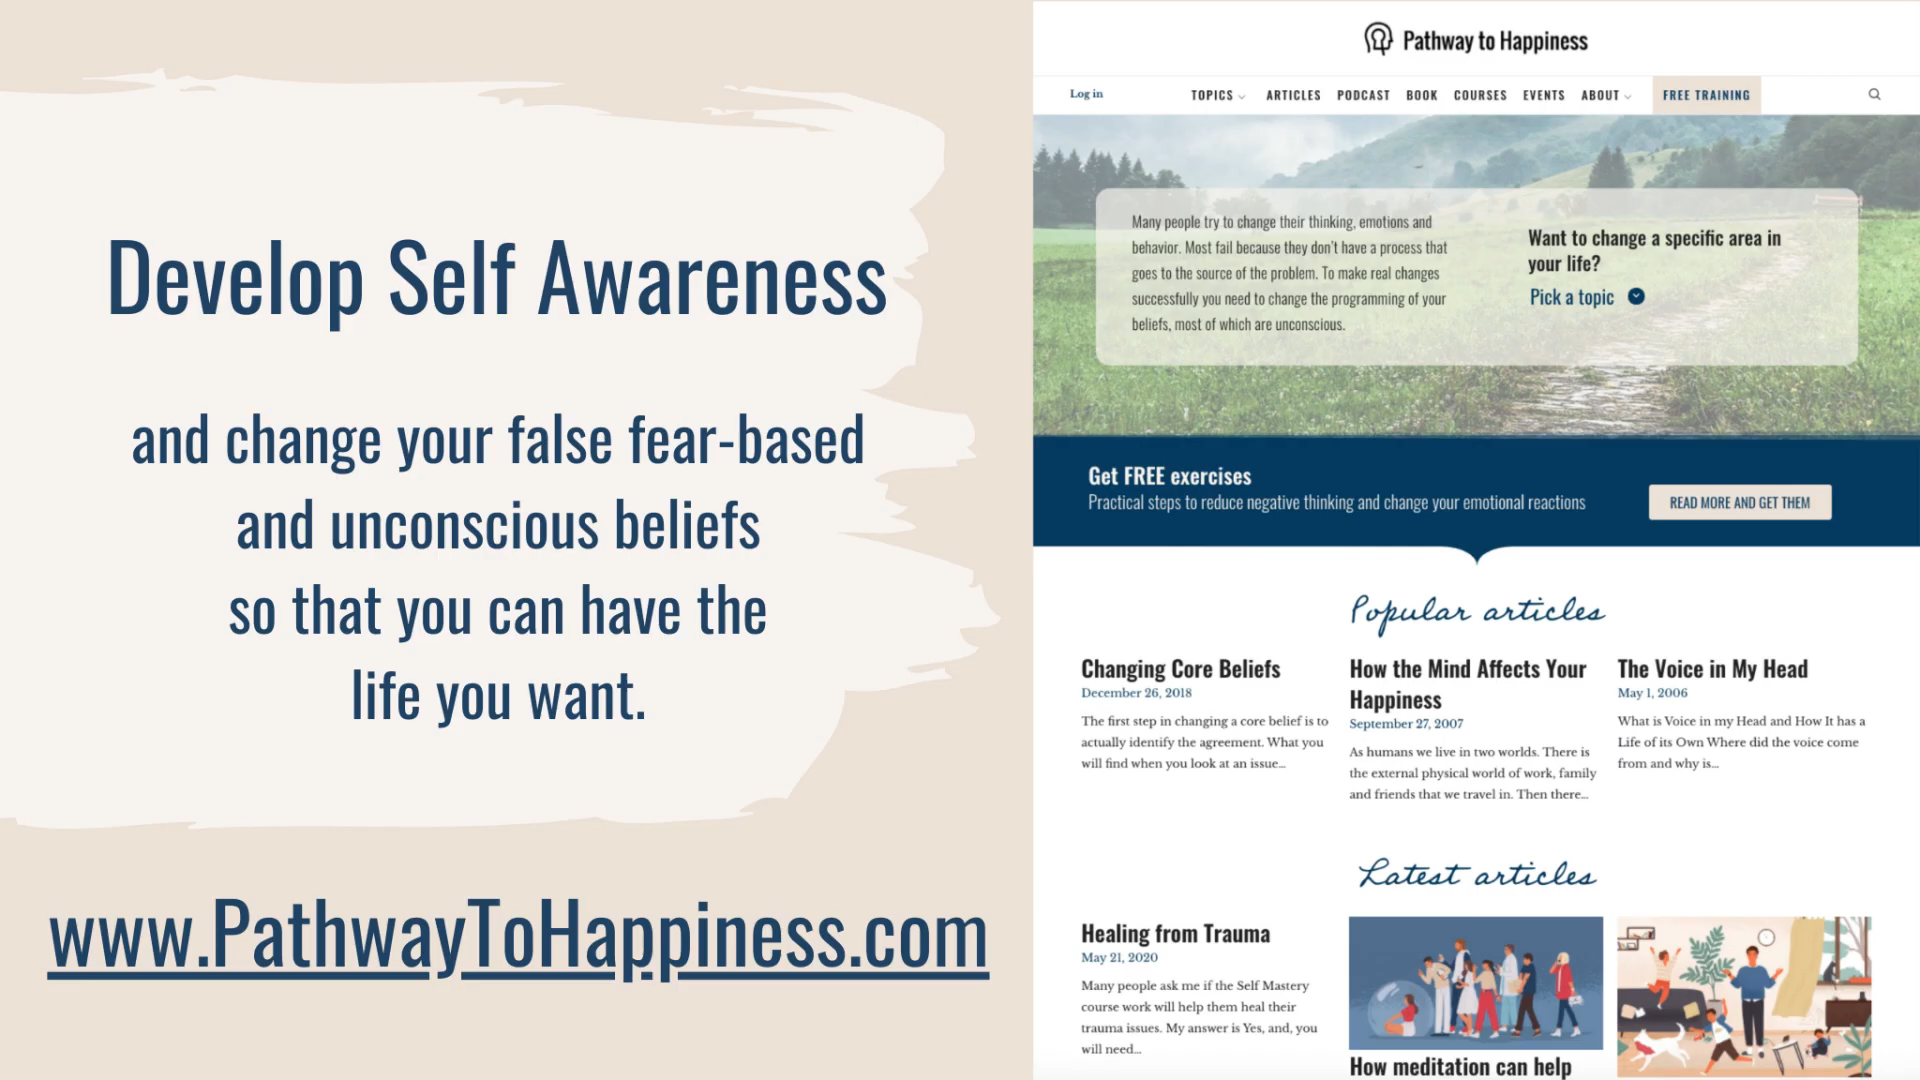 Develop Self Awareness
and change your false fear-based
and unconscious beliefs
so that you can have the
life you want.
www.PathwayToHappiness.com
Pathway to Happiness
Log in
TOPICS
ARTICLES
PODCAST
BOOK
COURSES
EVENTS
ABOUT
FREE TRAINING
Many people try to change their thinking, emotions and
behavior. Most fail because they don't have a process that
goes to the source of the problem. To make real changes
successfully you need to change the programming of your
beliefs, most of which are unconscious.
Want to change a specific area in
your life?
Pick a topic
Get FREE exercises
Practical steps to reduce negative thinking and change your emotional reactions
READ MORE AND GET THEM
Popular articles
Changing Core Beliefs
December 26, 2018
The first step in changing a core belief is to
actually identify the agreement. What you
will find when you look at an issue...
How the Mind Affects Your
Happiness
September 27, 2007
As humans we live in two worlds. There is
the external physical world of work, family
and friends that we travel in. Then there...
The Voice in My Head
May 1, 2006
What is Voice in my Head and How It has a
Life of its Own Where did the voice come
from and why is...
Latest articles
Healing from Trauma
May 21, 2020
Many people ask me if the Self Mastery
course work will help them heal their
trauma issues. My answer is Yes, and, you
will need...
How meditation can help